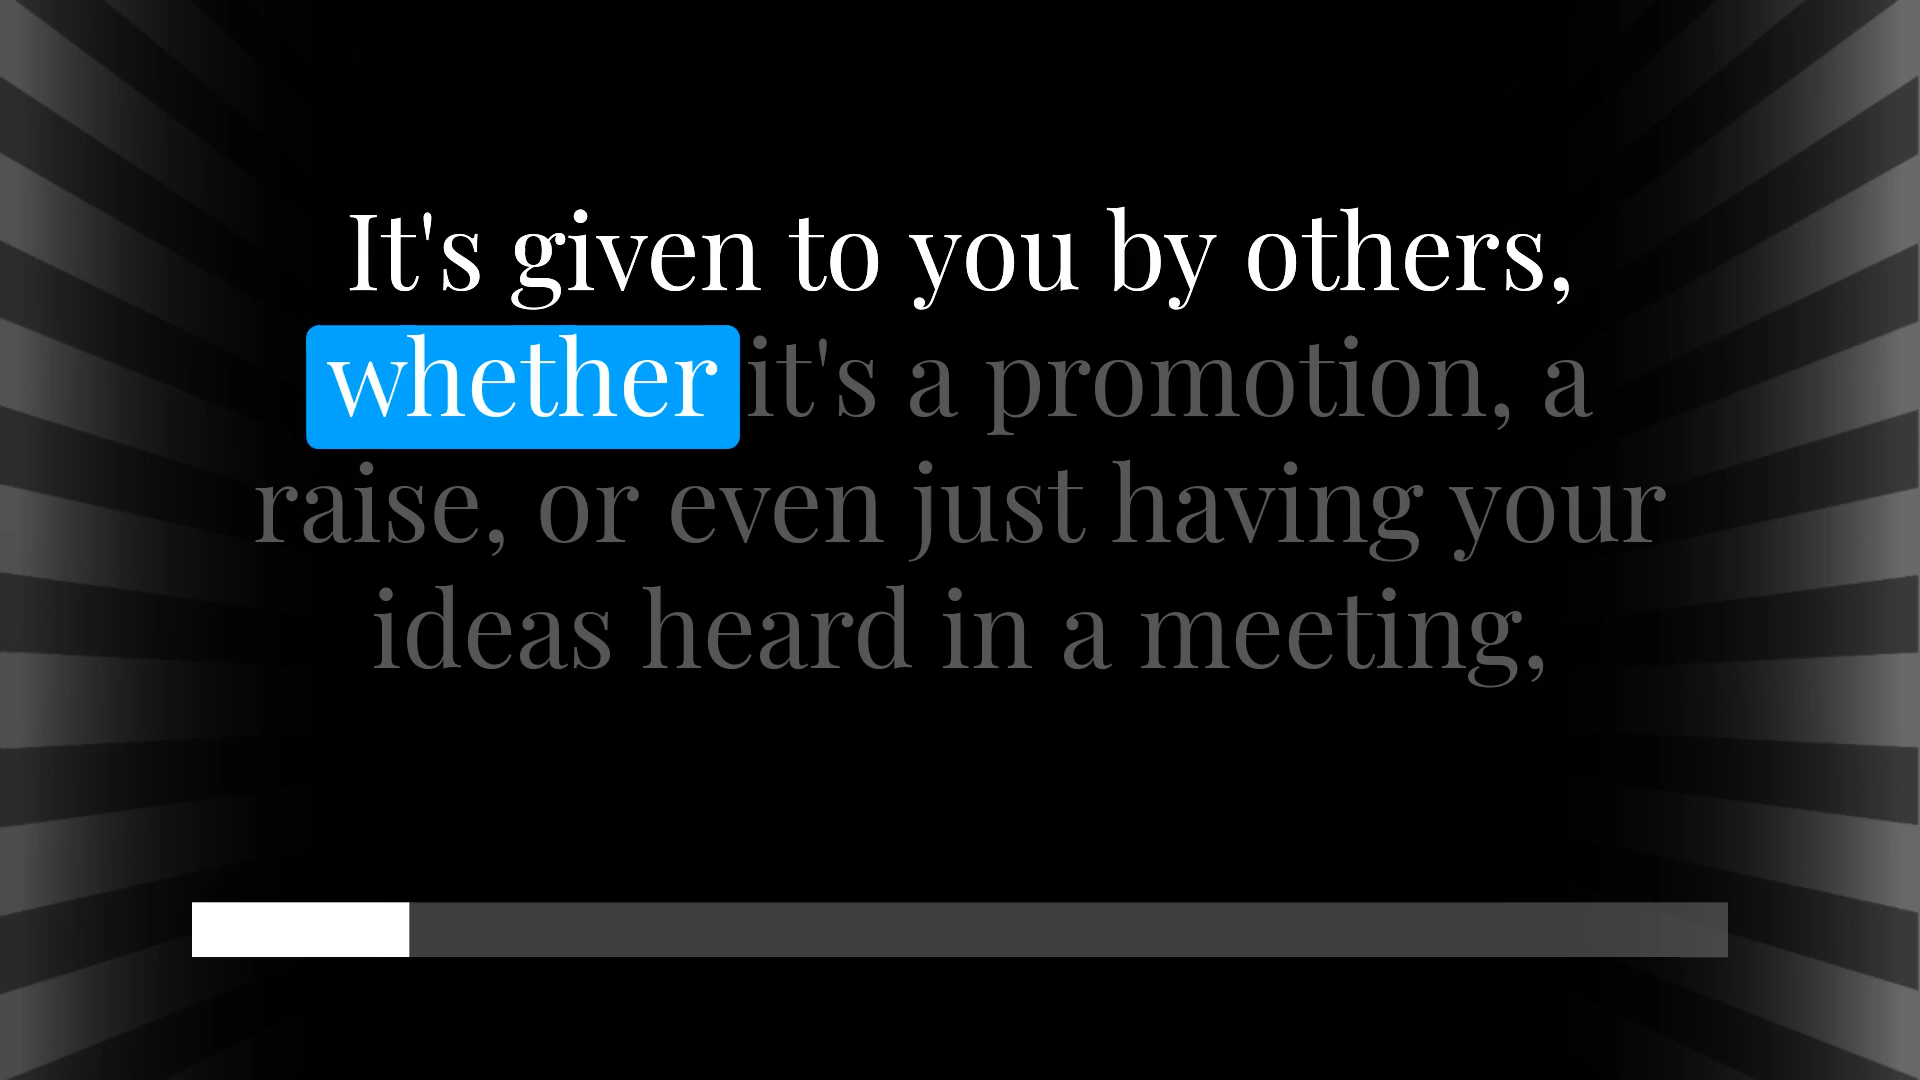 It's given to you by others,
whether it's a promotion, a
raise, or even just having your
ideas heard in a meeting,